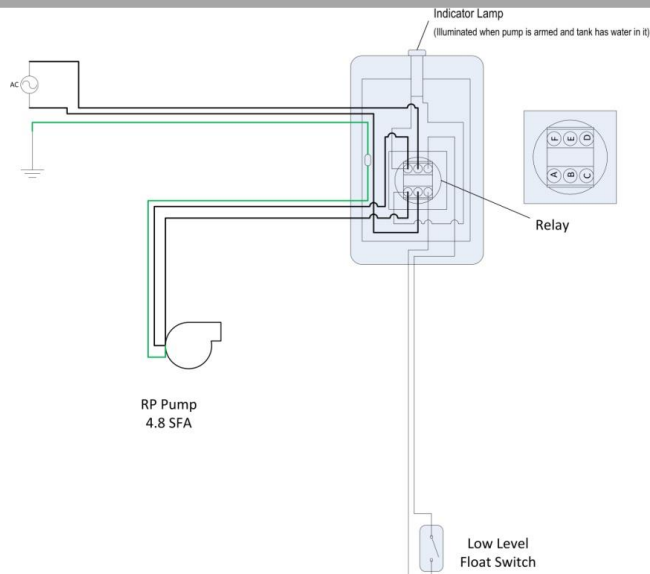 Indicator Lamp
(Illuminated when pump is armed and tank has water in it)
AC
F E D
A B C
Relay
RP Pump
4.8 SFA
Low Level
Float Switch